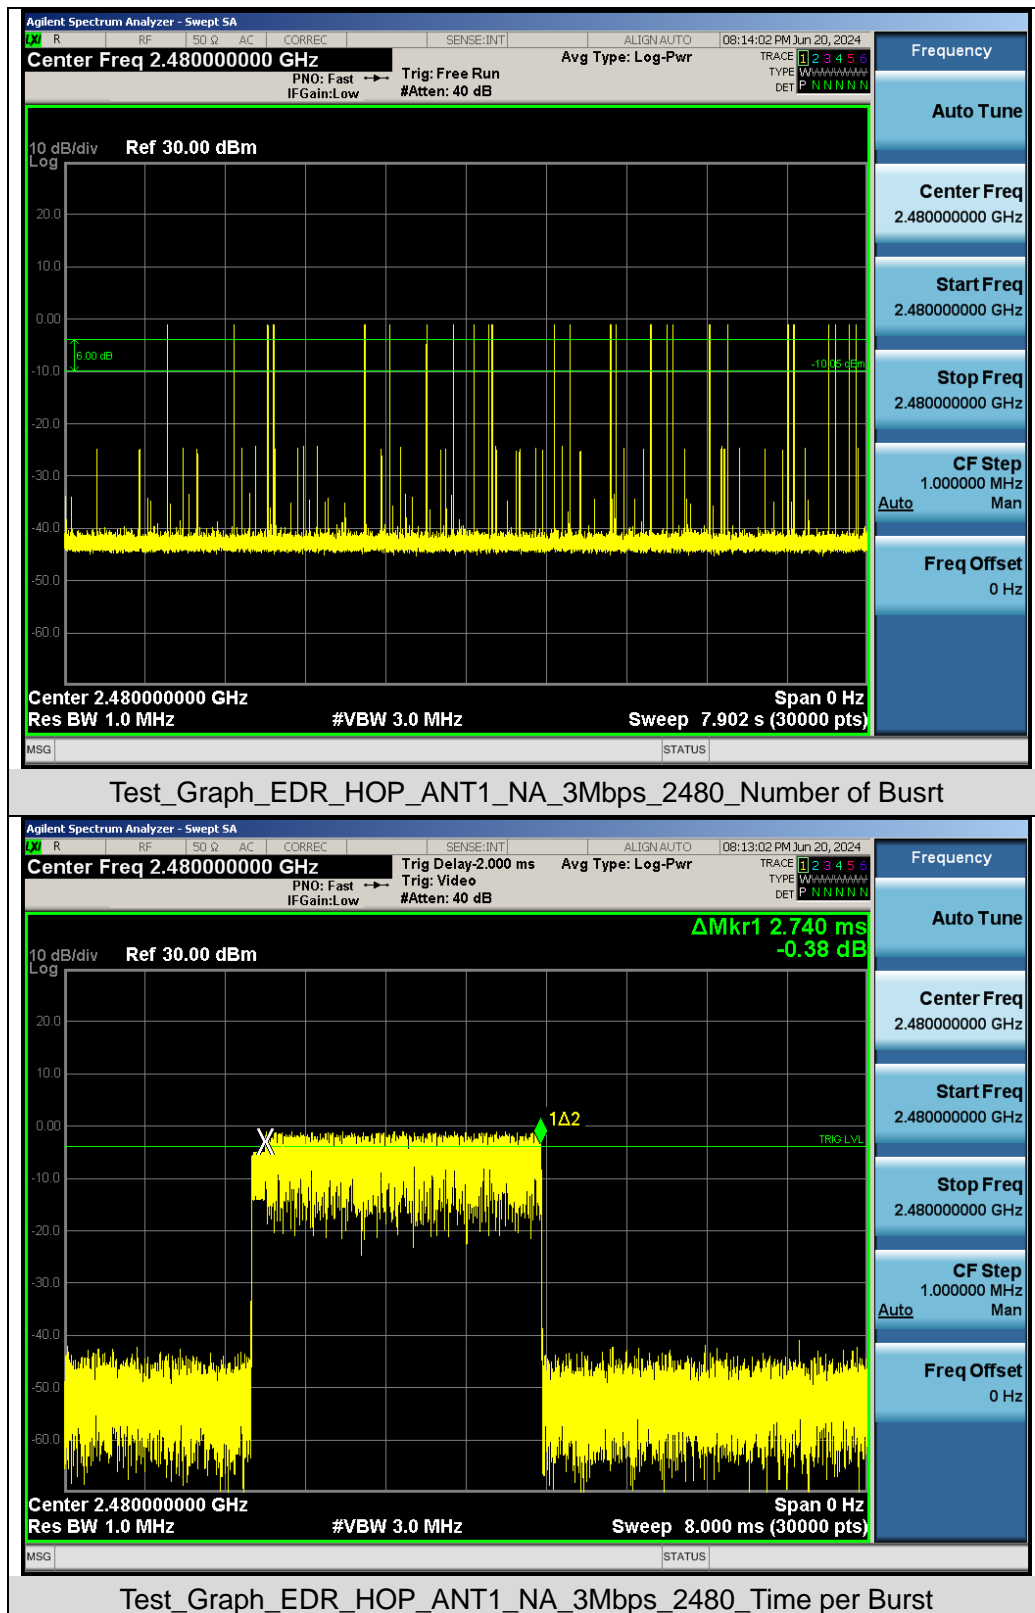 Agilent Spectrum Analyzer - Swept SA
LXI R RF 50 Ω AC CORREC SENSE:INT ALIGN AUTO 08:14:02 PM Jun 20, 2024
Center Freq 2.480000000 GHz
PNO: Fast
IFGain:Low
Trig: Free Run
#Atten: 40 dB
Avg Type: Log-Pwr
TRACE 1 2 3 4 5 6
TYPE W
DET P N N N N N
Frequency
Auto Tune
Center Freq
2.480000000 GHz
Start Freq
2.480000000 GHz
Stop Freq
2.480000000 GHz
CF Step
1.000000 MHz
Auto Man
Freq Offset
0 Hz
10 dB/div Ref 30.00 dBm
Log
20.0
10.0
0.00
6.00 dB
-10.05 dBm
-10.0
-20.0
-30.0
-40.0
-50.0
-60.0
Center 2.480000000 GHz Span 0 Hz
Res BW 1.0 MHz #VBW 3.0 MHz Sweep 7.902 s (30000 pts)
MSG STATUS
Test_Graph_EDR_HOP_ANT1_NA_3Mbps_2480_Number of Busrt
Agilent Spectrum Analyzer - Swept SA
LXI R RF 50 Ω AC CORREC SENSE:INT ALIGN AUTO 08:13:02 PM Jun 20, 2024
Center Freq 2.480000000 GHz
PNO: Fast
IFGain:Low
Trig Delay-2.000 ms
Trig: Video
#Atten: 40 dB
Avg Type: Log-Pwr
TRACE 1 2 3 4 5 6
TYPE W
DET P N N N N N
Frequency
Auto Tune
Center Freq
2.480000000 GHz
Start Freq
2.480000000 GHz
Stop Freq
2.480000000 GHz
CF Step
1.000000 MHz
Auto Man
Freq Offset
0 Hz
ΔMkr1 2.740 ms
-0.38 dB
10 dB/div Ref 30.00 dBm
Log
20.0
10.0
0.00
1Δ2
TRIG LVL
-10.0
-20.0
-30.0
-40.0
-50.0
-60.0
Center 2.480000000 GHz Span 0 Hz
Res BW 1.0 MHz #VBW 3.0 MHz Sweep 8.000 ms (30000 pts)
MSG STATUS
Test_Graph_EDR_HOP_ANT1_NA_3Mbps_2480_Time per Burst